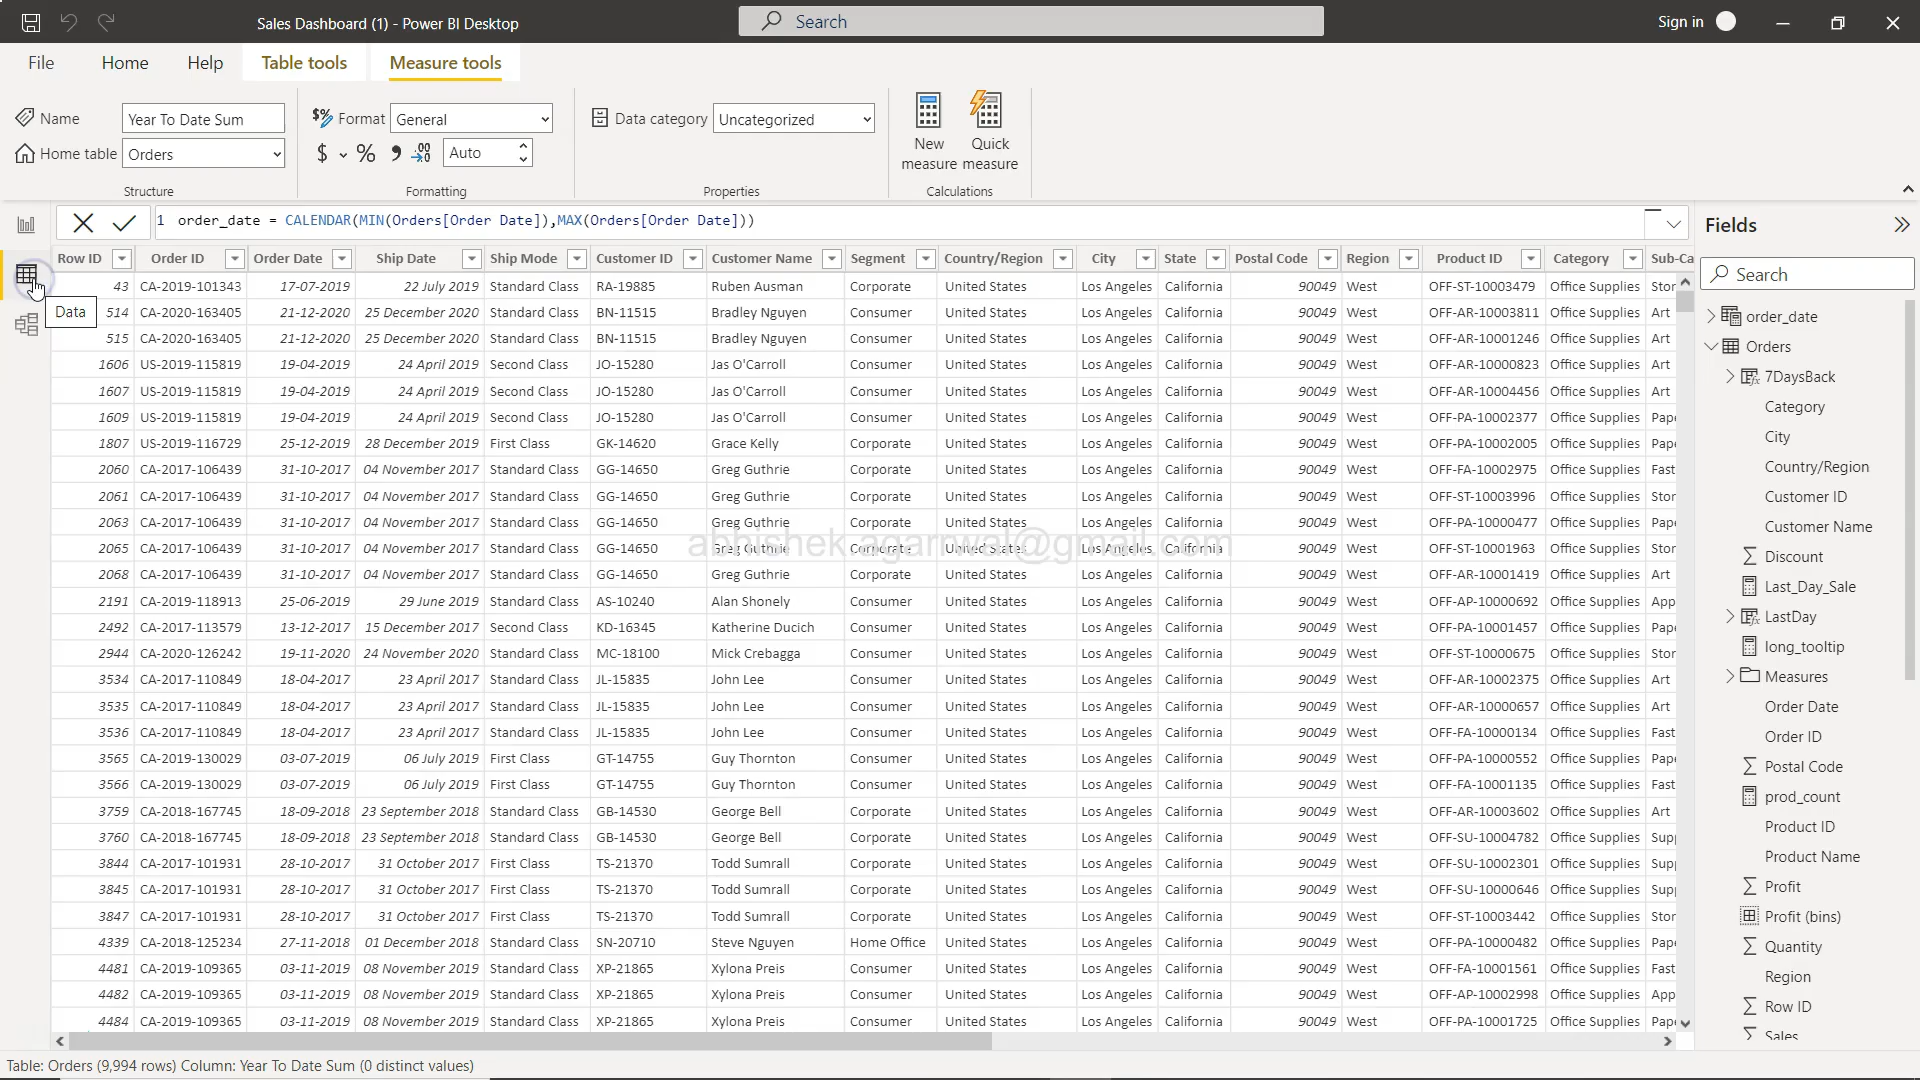 Sales Dashboard (1) - Power BI Desktop
Search
Sign in
File
Home
Help
Table tools
Measure tools
Name
Year To Date Sum
Home table
Orders
Structure
$% Format
General
$ % 9 .00
Auto
Formatting
Data category
Uncategorized
Properties
New measure
Quick measure
Calculations
1 order_date = CALENDAR(MIN(Orders[Order Date]),MAX(Orders[Order Date]))
Row ID Order ID Order Date Ship Date Ship Mode Customer ID Customer Name Segment Country/Region City State Postal Code Region Product ID Category Sub-Ca
43 CA-2019-101343 17-07-2019 22 July 2019 Standard Class RA-19885 Ruben Ausman Corporate United States Los Angeles California 90049 West OFF-ST-10003479 Office Supplies Stor
Data
514 CA-2020-163405 21-12-2020 25 December 2020 Standard Class BN-11515 Bradley Nguyen Consumer United States Los Angeles California 90049 West OFF-AR-10003811 Office Supplies Art
515 CA-2020-163405 21-12-2020 25 December 2020 Standard Class BN-11515 Bradley Nguyen Consumer United States Los Angeles California 90049 West OFF-AR-10001246 Office Supplies Art
1606 US-2019-115819 19-04-2019 24 April 2019 Second Class JO-15280 Jas O'Carroll Consumer United States Los Angeles California 90049 West OFF-AR-10000823 Office Supplies Art
1607 US-2019-115819 19-04-2019 24 April 2019 Second Class JO-15280 Jas O'Carroll Consumer United States Los Angeles California 90049 West OFF-AR-10004456 Office Supplies Art
1609 US-2019-115819 19-04-2019 24 April 2019 Second Class JO-15280 Jas O'Carroll Consumer United States Los Angeles California 90049 West OFF-PA-10002377 Office Supplies Pape
1807 US-2019-116729 25-12-2019 28 December 2019 First Class GK-14620 Grace Kelly Corporate United States Los Angeles California 90049 West OFF-PA-10002005 Office Supplies Pape
2060 CA-2017-106439 31-10-2017 04 November 2017 Standard Class GG-14650 Greg Guthrie Corporate United States Los Angeles California 90049 West OFF-FA-10002975 Office Supplies Fast
2061 CA-2017-106439 31-10-2017 04 November 2017 Standard Class GG-14650 Greg Guthrie Corporate United States Los Angeles California 90049 West OFF-ST-10003996 Office Supplies Stor
2063 CA-2017-106439 31-10-2017 04 November 2017 Standard Class GG-14650 Greg Guthrie Corporate United States Los Angeles California 90049 West OFF-PA-10000477 Office Supplies Pape
2065 CA-2017-106439 31-10-2017 04 November 2017 Standard Class GG-14650 Greg Guthrie Corporate United States Los Angeles California 90049 West OFF-ST-10001963 Office Supplies Stor
abhishek.agarrwal@gmail.com
2068 CA-2017-106439 31-10-2017 04 November 2017 Standard Class GG-14650 Greg Guthrie Corporate United States Los Angeles California 90049 West OFF-AR-10001419 Office Supplies Art
2191 CA-2019-118913 25-06-2019 29 June 2019 Standard Class AS-10240 Alan Shonely Consumer United States Los Angeles California 90049 West OFF-AP-10000692 Office Supplies App
2492 CA-2017-113579 13-12-2017 15 December 2017 Second Class KD-16345 Katherine Ducich Consumer United States Los Angeles California 90049 West OFF-PA-10001457 Office Supplies Pape
2944 CA-2020-126242 19-11-2020 24 November 2020 Standard Class MC-18100 Mick Crebagga Consumer United States Los Angeles California 90049 West OFF-ST-10000675 Office Supplies Stor
3534 CA-2017-110849 18-04-2017 23 April 2017 Standard Class JL-15835 John Lee Consumer United States Los Angeles California 90049 West OFF-AR-10002375 Office Supplies Art
3535 CA-2017-110849 18-04-2017 23 April 2017 Standard Class JL-15835 John Lee Consumer United States Los Angeles California 90049 West OFF-AR-10000657 Office Supplies Art
3536 CA-2017-110849 18-04-2017 23 April 2017 Standard Class JL-15835 John Lee Consumer United States Los Angeles California 90049 West OFF-FA-10000134 Office Supplies Fast
3565 CA-2019-130029 03-07-2019 06 July 2019 First Class GT-14755 Guy Thornton Consumer United States Los Angeles California 90049 West OFF-PA-10000552 Office Supplies Pape
3566 CA-2019-130029 03-07-2019 06 July 2019 First Class GT-14755 Guy Thornton Consumer United States Los Angeles California 90049 West OFF-FA-10001135 Office Supplies Fast
3759 CA-2018-167745 18-09-2018 23 September 2018 Standard Class GB-14530 George Bell Corporate United States Los Angeles California 90049 West OFF-AR-10003602 Office Supplies Art
3760 CA-2018-167745 18-09-2018 23 September 2018 Standard Class GB-14530 George Bell Corporate United States Los Angeles California 90049 West OFF-SU-10004782 Office Supplies Supp
3844 CA-2017-101931 28-10-2017 31 October 2017 First Class TS-21370 Todd Sumrall Corporate United States Los Angeles California 90049 West OFF-SU-10002301 Office Supplies Supp
3845 CA-2017-101931 28-10-2017 31 October 2017 First Class TS-21370 Todd Sumrall Corporate United States Los Angeles California 90049 West OFF-SU-10000646 Office Supplies Supp
3847 CA-2017-101931 28-10-2017 31 October 2017 First Class TS-21370 Todd Sumrall Corporate United States Los Angeles California 90049 West OFF-ST-10003442 Office Supplies Stor
4339 CA-2018-125234 27-11-2018 01 December 2018 Standard Class SN-20710 Steve Nguyen Home Office United States Los Angeles California 90049 West OFF-PA-10000482 Office Supplies Pape
4481 CA-2019-109365 03-11-2019 08 November 2019 Standard Class XP-21865 Xylona Preis Consumer United States Los Angeles California 90049 West OFF-FA-10001561 Office Supplies Fast
4482 CA-2019-109365 03-11-2019 08 November 2019 Standard Class XP-21865 Xylona Preis Consumer United States Los Angeles California 90049 West OFF-AP-10002998 Office Supplies App
4484 CA-2019-109365 03-11-2019 08 November 2019 Standard Class XP-21865 Xylona Preis Consumer United States Los Angeles California 90049 West OFF-PA-10001725 Office Supplies Pape
Fields
Search
order_date
Orders
7DaysBack
Category
City
Country/Region
Customer ID
Customer Name
Discount
Last_Day_Sale
LastDay
long_tooltip
Measures
Order Date
Order ID
Postal Code
prod_count
Product ID
Product Name
Profit
Profit (bins)
Quantity
Region
Row ID
Sales
Table: Orders (9,994 rows) Column: Year To Date Sum (0 distinct values)